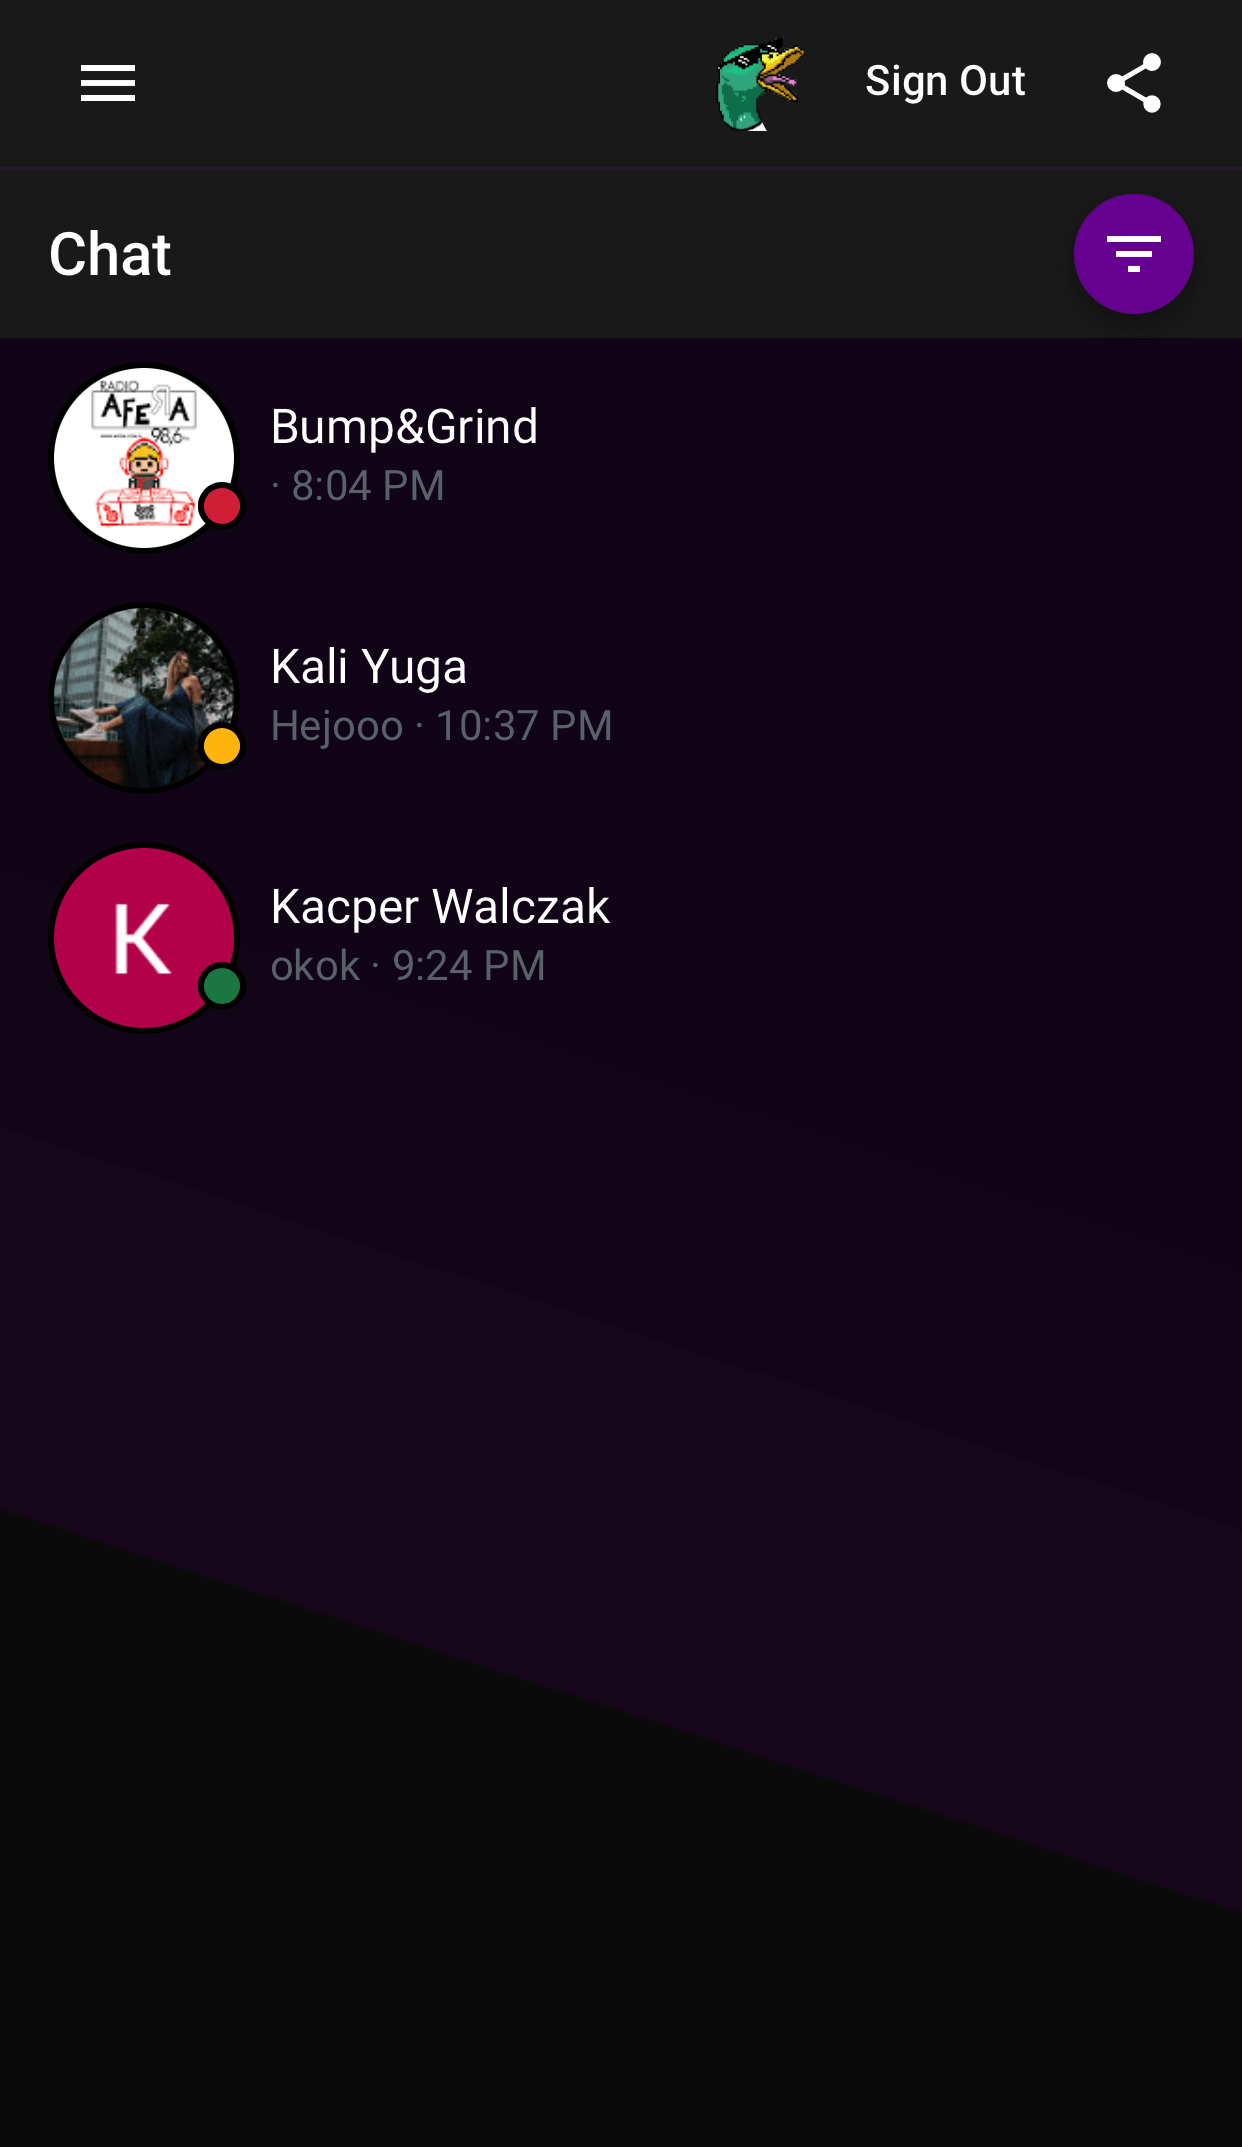 Sign Out
Chat
RADIO
AFERA
98,6
Bump&Grind
· 8:04 PM
Kali Yuga
Hejooo · 10:37 PM
K
Kacper Walczak
okok · 9:24 PM